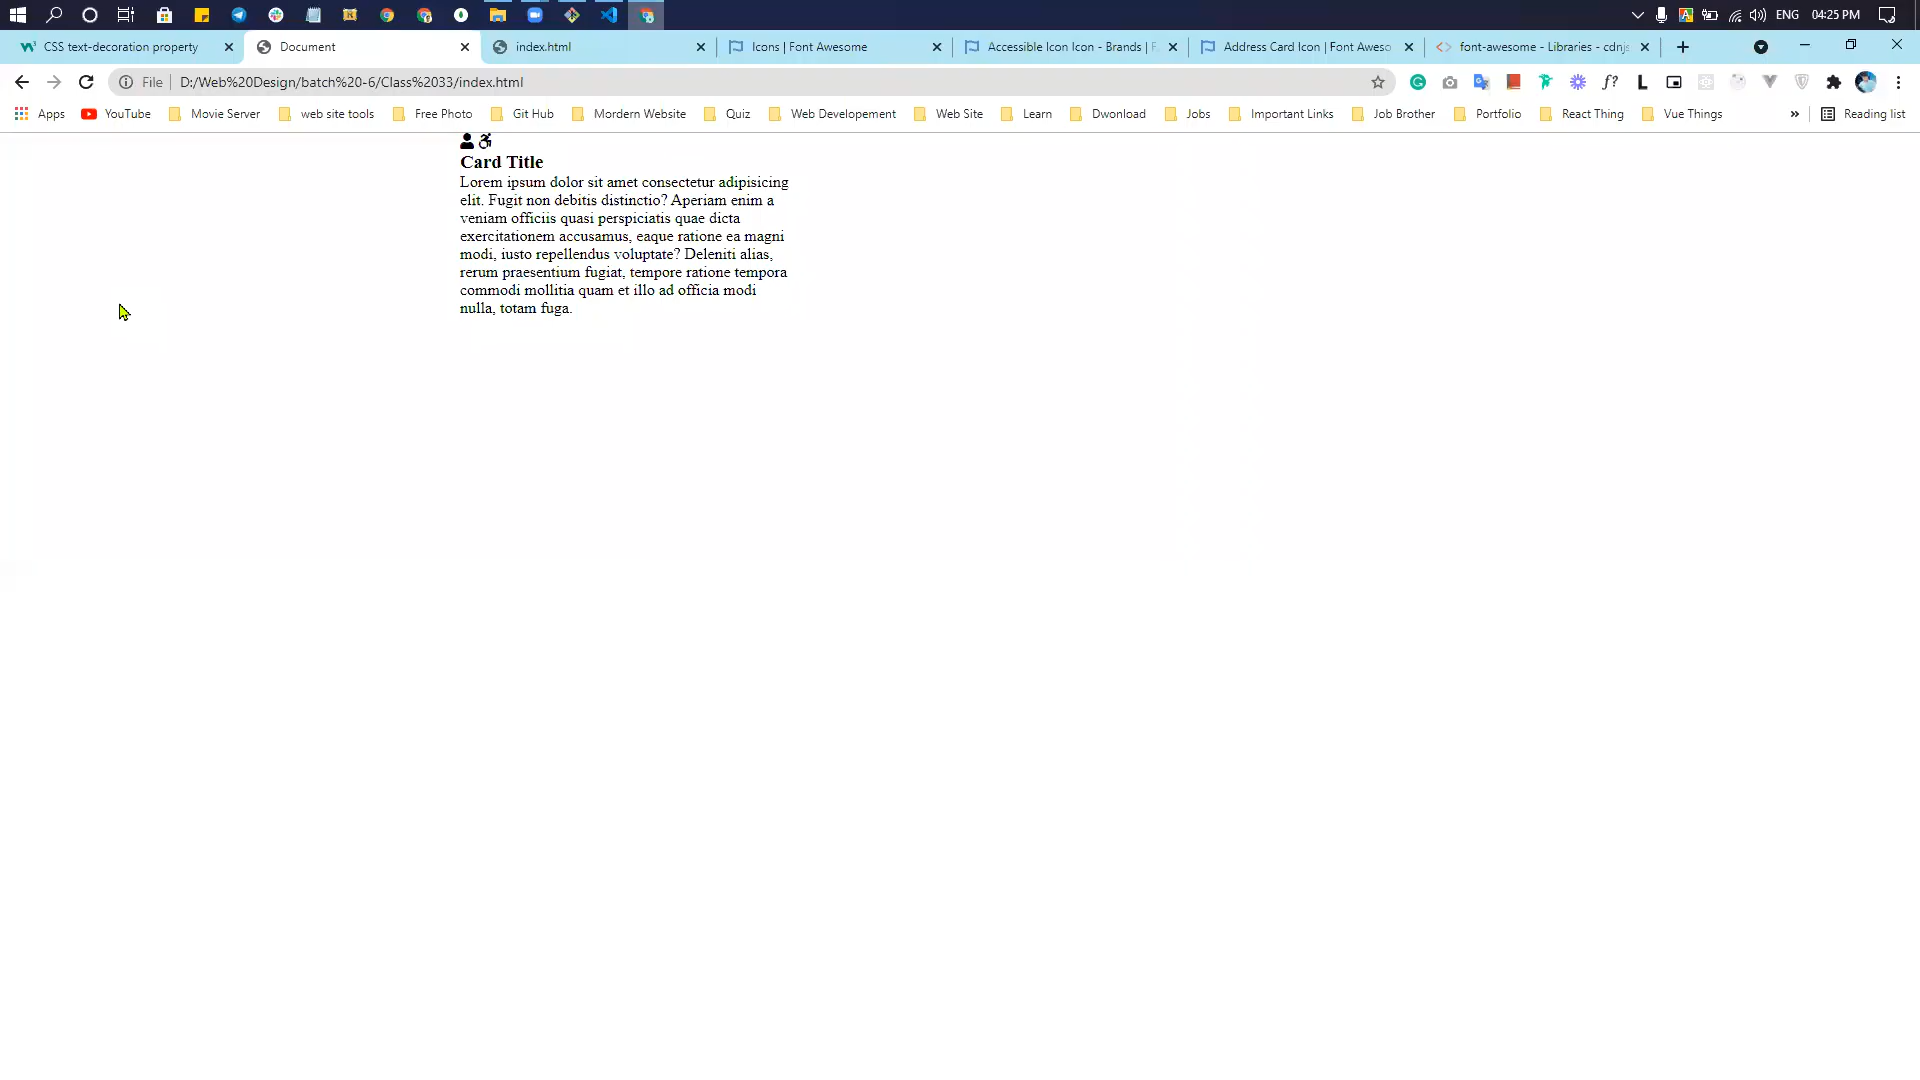 ENG 04:25 PM
CSS text-decoration property
Document
index.html
Icons | Font Awesome
Accessible Icon Icon - Brands | F
Address Card Icon | Font Aweso
font-awesome - Libraries - cdnjs
File D:/Web%20Design/batch%20-6/Class%2033/index.html
Apps YouTube Movie Server web site tools Free Photo Git Hub Mordern Website Quiz Web Developement Web Site Learn Dwonload Jobs Important Links Job Brother Portfolio React Thing Vue Things » Reading list
Card Title
Lorem ipsum dolor sit amet consectetur adipisicing
elit. Fugit non debitis distinctio? Aperiam enim a
veniam officiis quasi perspiciatis quae dicta
exercitationem accusamus, eaque ratione ea magni
modi, iusto repellendus voluptate? Deleniti alias,
rerum praesentium fugiat, tempore ratione tempora
commodi mollitia quam et illo ad officia modi
nulla, totam fuga.